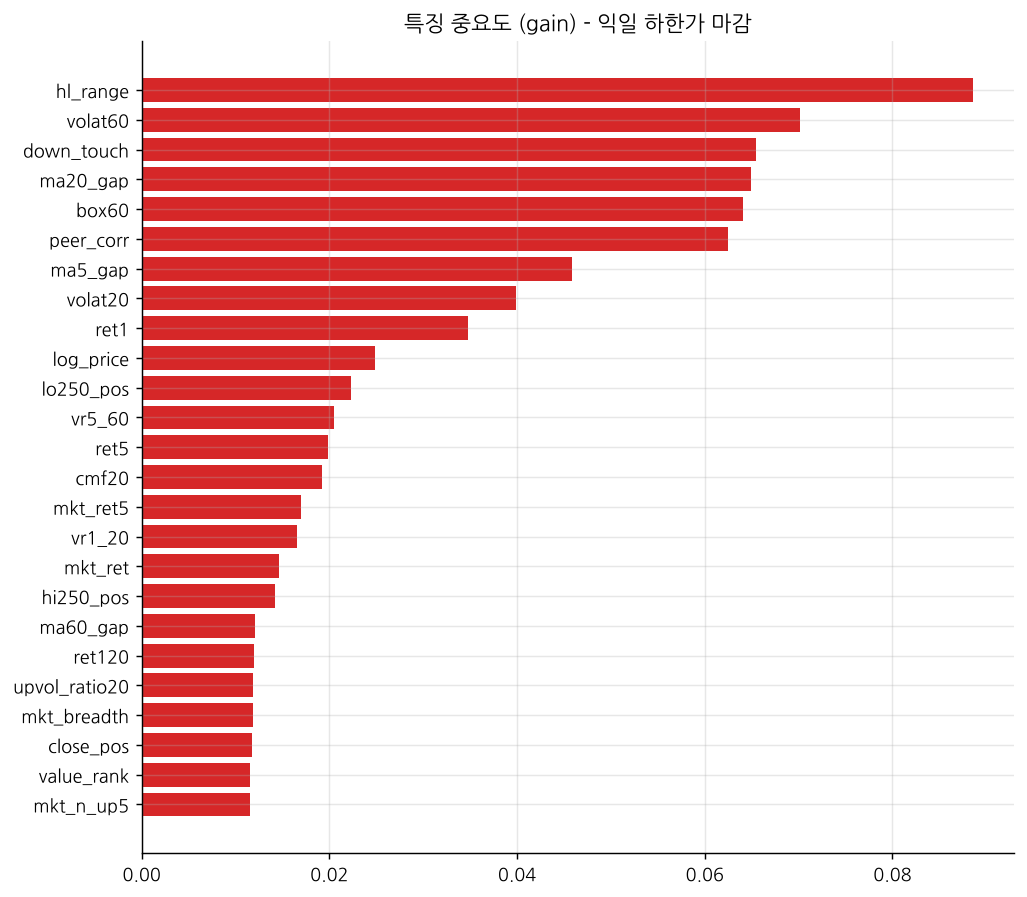 특징 중요도 (gain) - 익일 하한가 마감
hl_range
volat60
down_touch
ma20_gap
box60
peer_corr
ma5_gap
volat20
ret1
log_price
lo250_pos
vr5_60
ret5
cmf20
mkt_ret5
vr1_20
mkt_ret
hi250_pos
ma60_gap
ret120
upvol_ratio20
mkt_breadth
close_pos
value_rank
mkt_n_up5
0.00 0.02 0.04 0.06 0.08